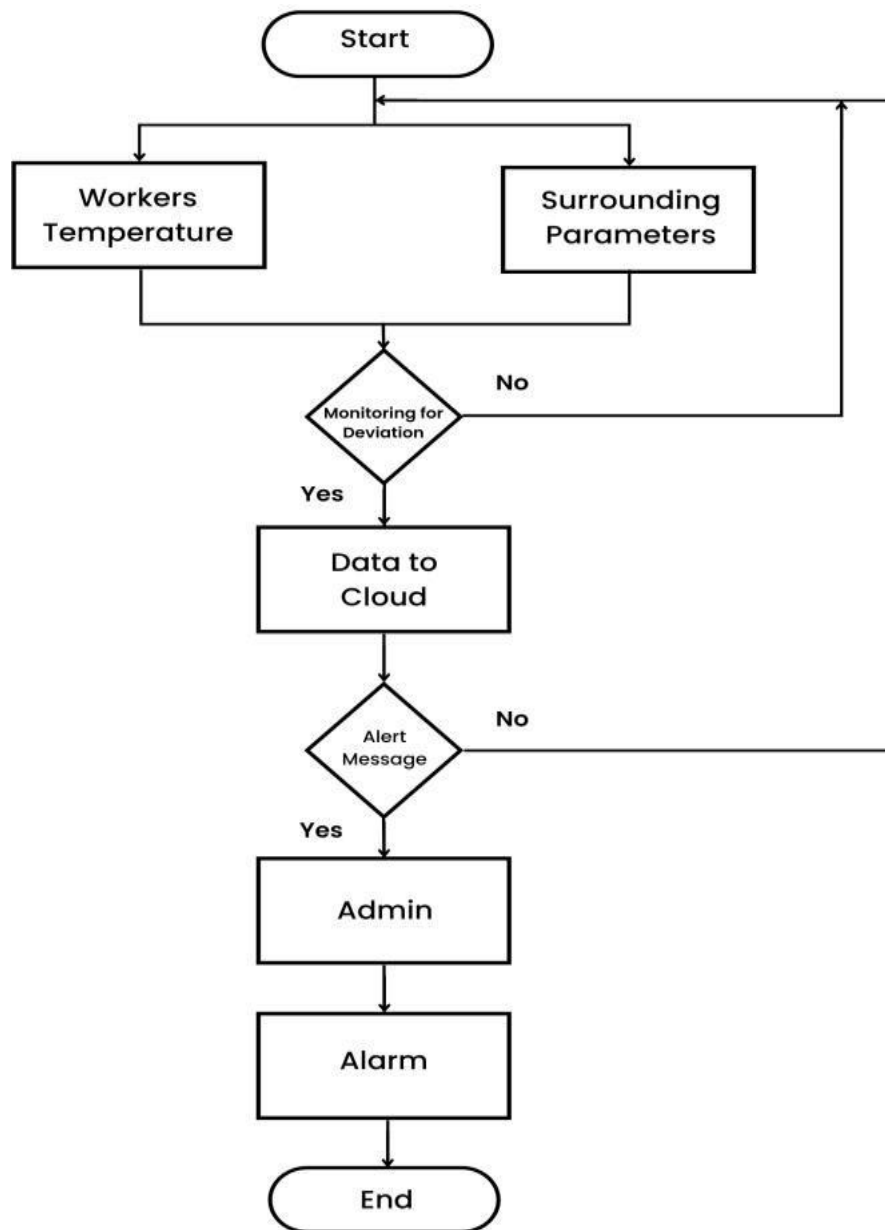 Start
Workers
Temperature
Surrounding
Parameters
Monitoring for
Deviation
No
Yes
Data to
Cloud
Alert
Message
No
Yes
Admin
Alarm
End